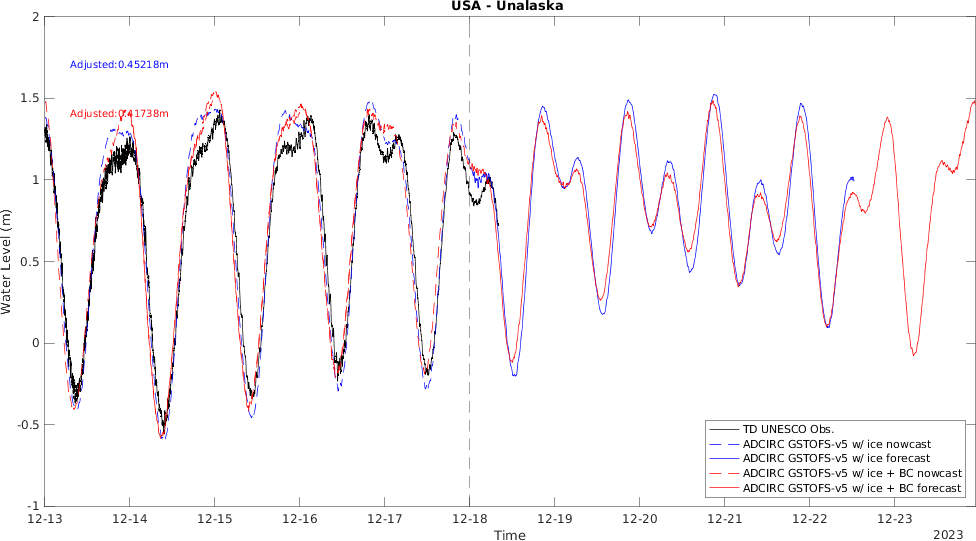 USA - Unalaska
2
1.5
1
0.5
0
-0.5
-1
Water Level (m)
Adjusted:0.45218m
Adjusted:0.41738m
TD UNESCO Obs.
ADCIRC GSTOFS-v5 w/ ice nowcast
ADCIRC GSTOFS-v5 w/ ice forecast
ADCIRC GSTOFS-v5 w/ ice + BC nowcast
ADCIRC GSTOFS-v5 w/ ice + BC forecast
12-13 12-14 12-15 12-16 12-17 12-18 12-19 12-20 12-21 12-22 12-23
Time
2023